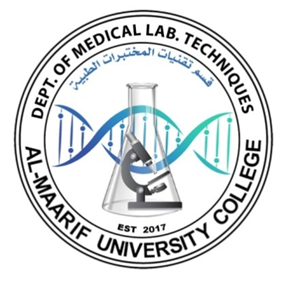 DEPT. OF MEDICAL LAB. TECHNIQUES
قسم تقنيات المختبرات الطبية
EST 2017
AL-MAARIF UNIVERSITY COLLEGE